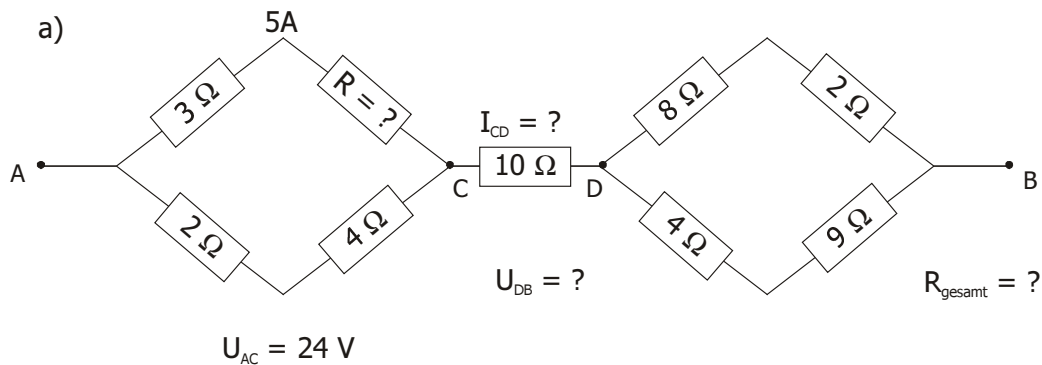 a)
5A
3 Ω
R = ?
8 Ω
2 Ω
I_CD = ?
A
C
10 Ω
D
B
2 Ω
4 Ω
4 Ω
9 Ω
U_DB = ?
R_gesamt = ?
U_AC = 24 V